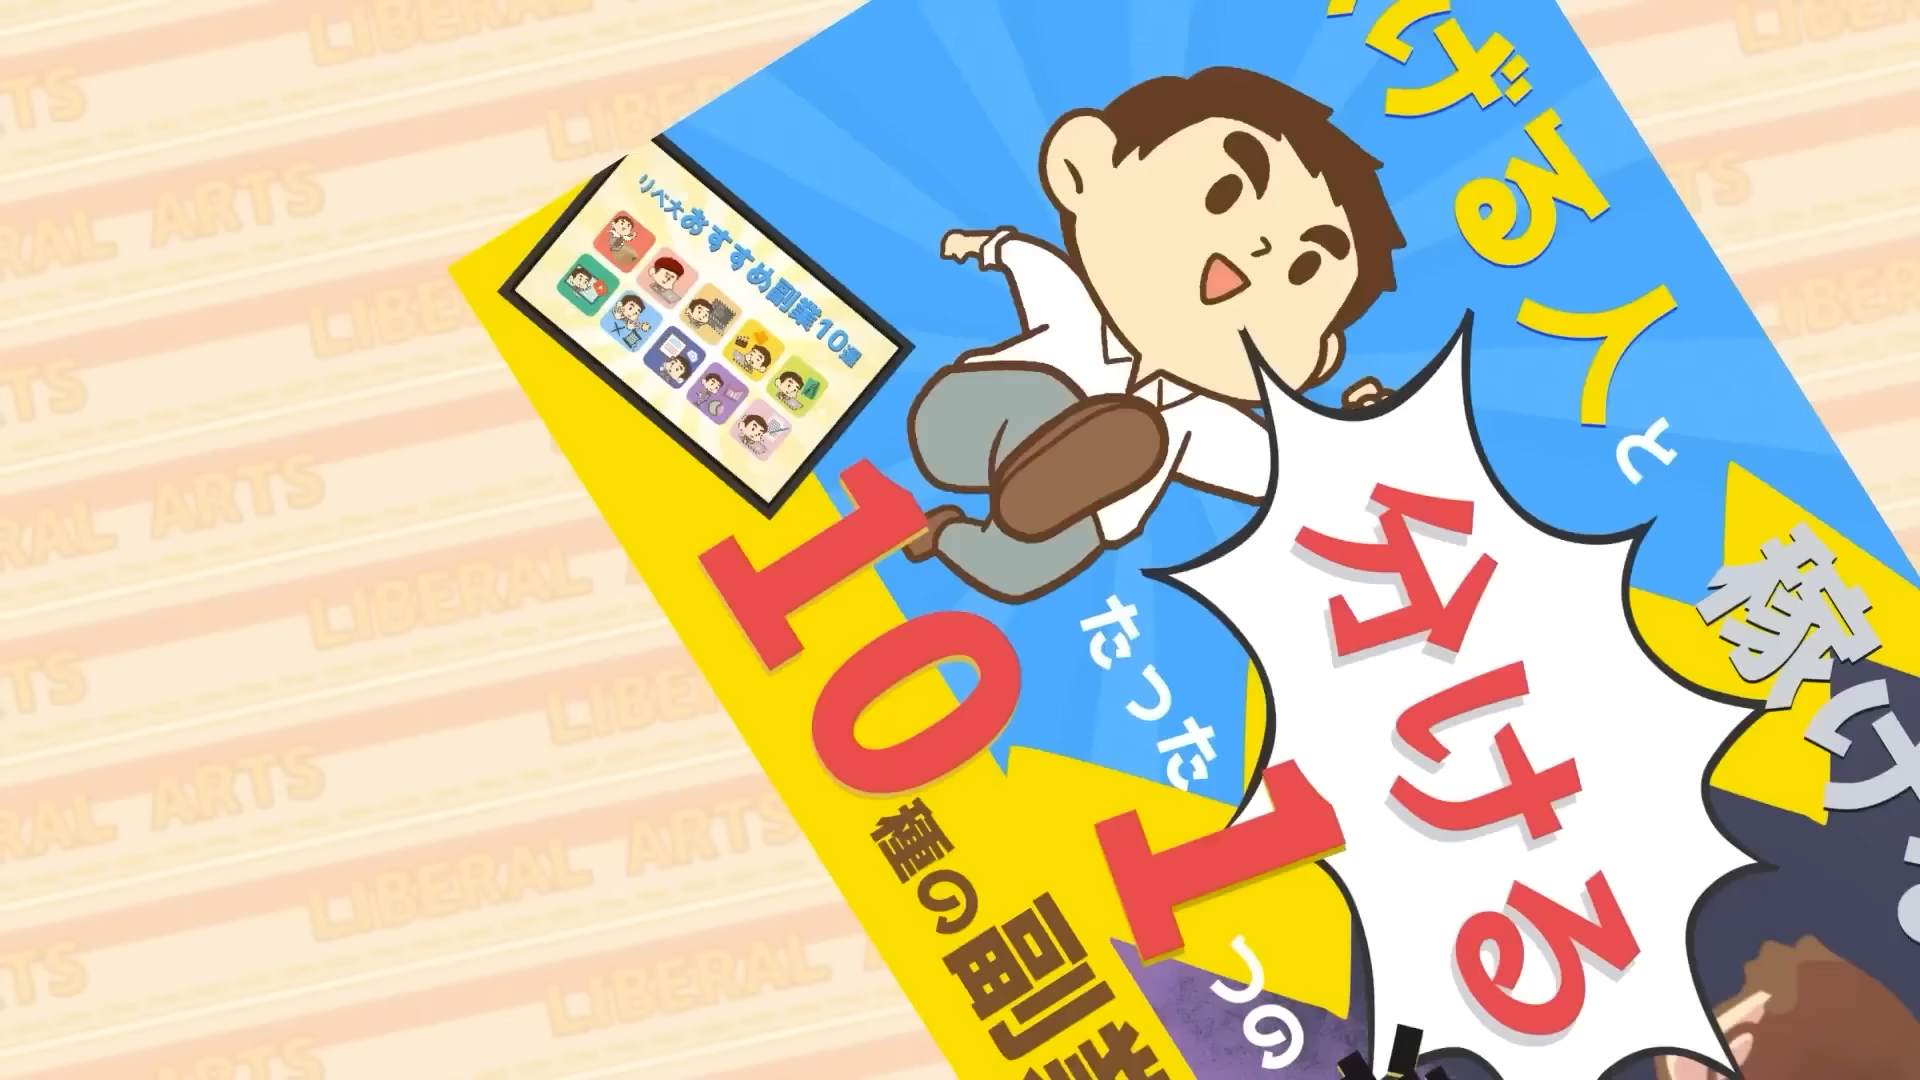 げる人と
稼げ
分ける
たった1つの
10種の副業
リベ大おすすめ副業10選
LIBERAL ARTS